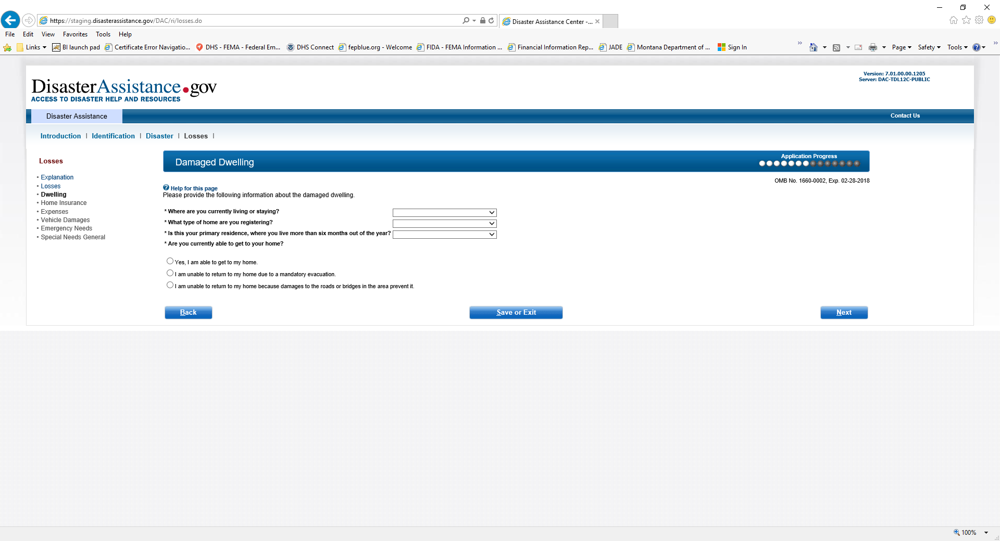 https://staging.disasterassistance.gov/DAC/ri/losses.do
Disaster Assistance Center -...
File Edit View Favorites Tools Help
Links BI launch pad Certificate Error Navigatio... DHS - FEMA - Federal Em... DHS Connect fepblue.org - Welcome FIDA - FEMA Information ... Financial Information Rep... JADE Montana Department of ... Sign In Page Safety Tools
Version: 7.01.00.00.1205
Server: DAC-TDL12C-PUBLIC
DisasterAssistance.gov
ACCESS TO DISASTER HELP AND RESOURCES
Disaster Assistance
Contact Us
Introduction | Identification | Disaster | Losses |
Losses
• Explanation
• Losses
• Dwelling
• Home Insurance
• Expenses
• Vehicle Damages
• Emergency Needs
• Special Needs General
Damaged Dwelling
Application Progress
OMB No. 1660-0002, Exp. 02-28-2018
Help for this page
Please provide the following information about the damaged dwelling.
* Where are you currently living or staying?
* What type of home are you registering?
* Is this your primary residence, where you live more than six months out of the year?
* Are you currently able to get to your home?
Yes, I am able to get to my home.
I am unable to return to my home due to a mandatory evacuation.
I am unable to return to my home because damages to the roads or bridges in the area prevent it.
Back
Save or Exit
Next
100%